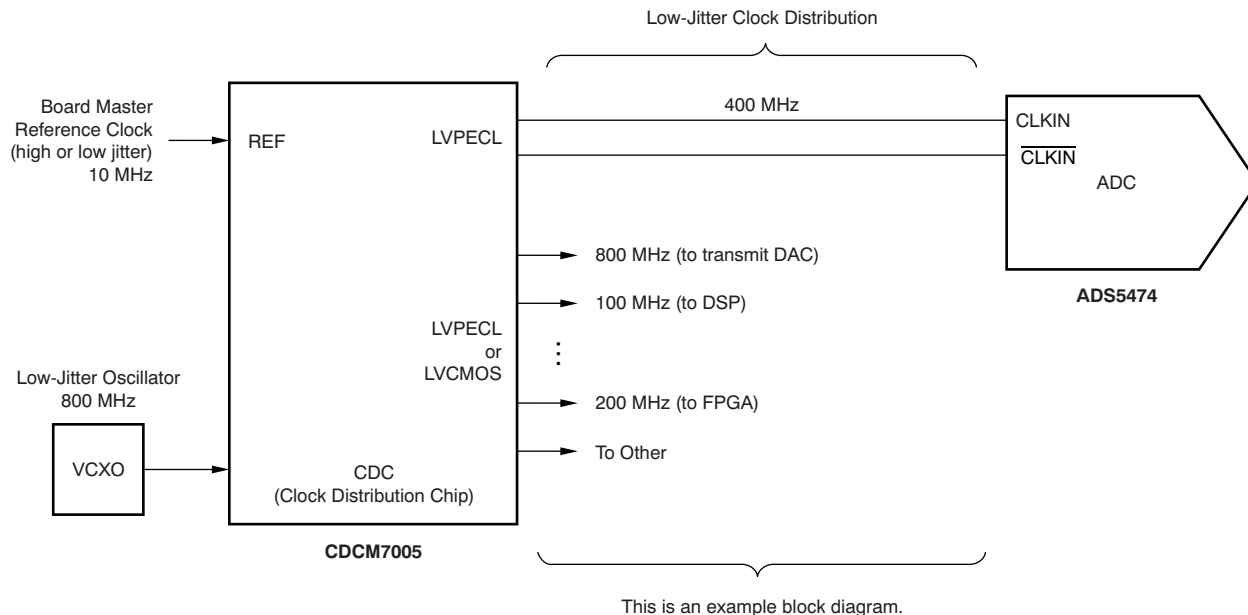 Low-Jitter Clock Distribution
Board Master
Reference Clock
(high or low jitter)
10 MHz
REF
LVPECL
400 MHz
CLKIN
CLKIN
ADC
ADS5474
800 MHz (to transmit DAC)
100 MHz (to DSP)
LVPECL
or
LVCMOS
⋮
200 MHz (to FPGA)
To Other
Low-Jitter Oscillator
800 MHz
VCXO
CDC
(Clock Distribution Chip)
CDCM7005
This is an example block diagram.